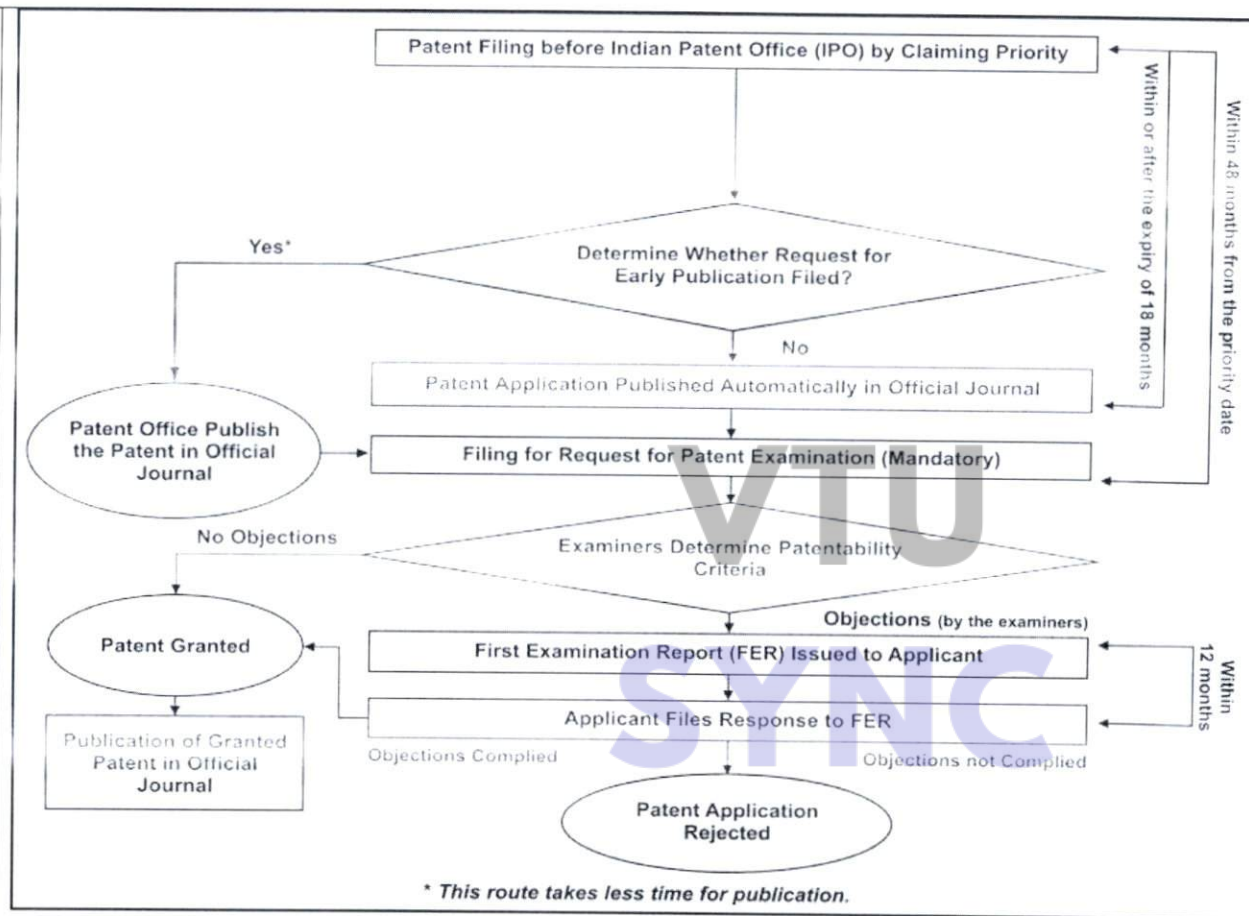 Patent Filing before Indian Patent Office (IPO) by Claiming Priority
Within 48 months from the priority date
Within or after the expiry of 18 months
Determine Whether Request for
Early Publication Filed?
Yes*
No
Patent Application Published Automatically in Official Journal
Patent Office Publish
the Patent in Official
Journal
Filing for Request for Patent Examination (Mandatory)
VTU
No Objections
Examiners Determine Patentability
Criteria
Objections (by the examiners)
Patent Granted
First Examination Report (FER) Issued to Applicant
Within
12 months
SYNC
Applicant Files Response to FER
Publication of Granted
Patent in Official
Journal
Objections Complied
Objections not Complied
Patent Application
Rejected
* This route takes less time for publication.